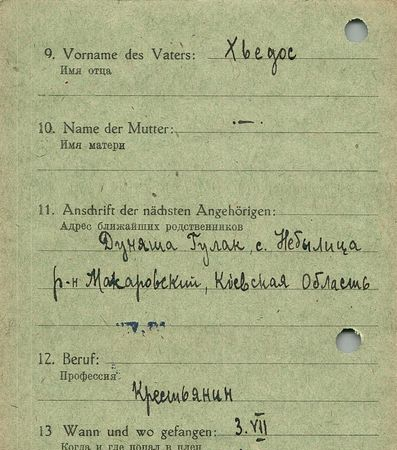 9. Vorname des Vaters: Хьедос
Имя отца
10. Name der Mutter: —
Имя матери
11. Anschrift der nächsten Angehörigen:
Адрес ближайших родственников
Дуняша Гулак, с. Небылица
р-н Макаровский, Киевская Область
12. Beruf:
Профессия
Крестьянин
13 Wann und wo gefangen: 3. VII
Когда и где попал в плен